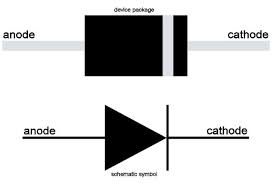 device package
anode cathode
anode cathode
schematic symbol